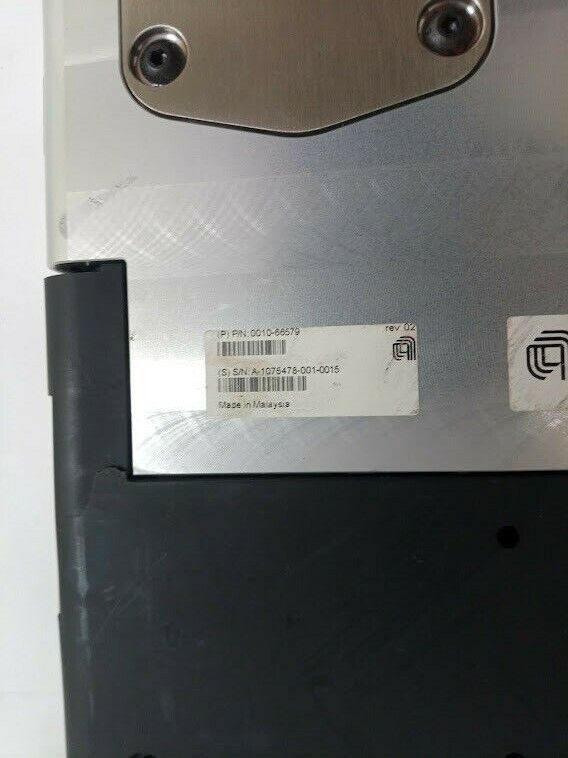 (P) P/N: 0010-66579
rev 02
(S) S/N: A-1075478-001-0015
Made in Malaysia